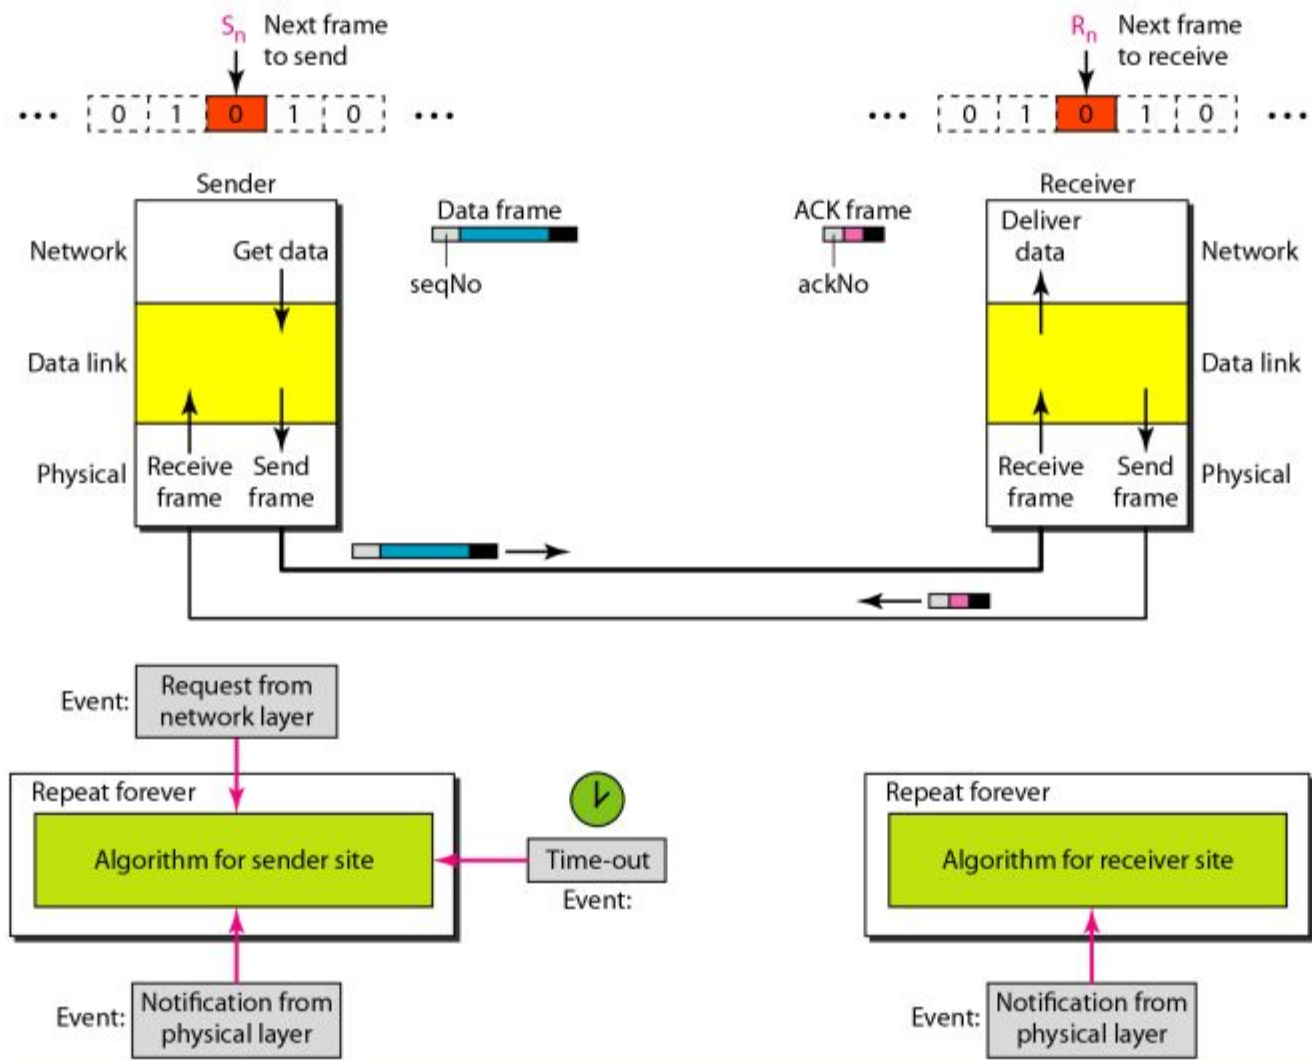 Sn Next frame
to send
Rn Next frame
to receive
... 0 1 0 1 0 ...
... 0 1 0 1 0 ...
Sender
Receiver
Network
Get data
Data frame
seqNo
ACK frame
ackNo
Deliver
data
Network
Data link
Data link
Physical
Receive
frame
Send
frame
Receive
frame
Send
frame
Physical
Event:
Request from
network layer
Repeat forever
Algorithm for sender site
Time-out
Event:
Repeat forever
Algorithm for receiver site
Event:
Notification from
physical layer
Event:
Notification from
physical layer